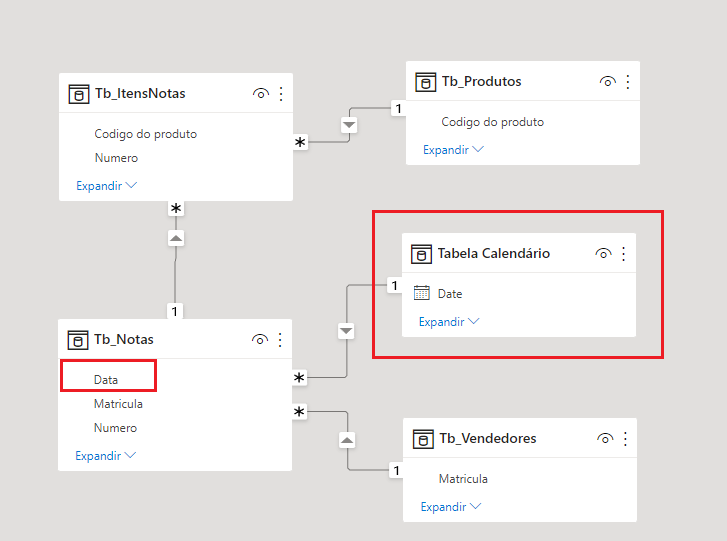 Tb_ItensNotas
Codigo do produto
Numero
Expandir
*
1
Tb_Produtos
Codigo do produto
Expandir
*
1
Tb_Notas
Data
Matricula
Numero
Expandir
*
*
1
Tabela Calendário
Date
Expandir
1
Tb_Vendedores
Matricula
Expandir